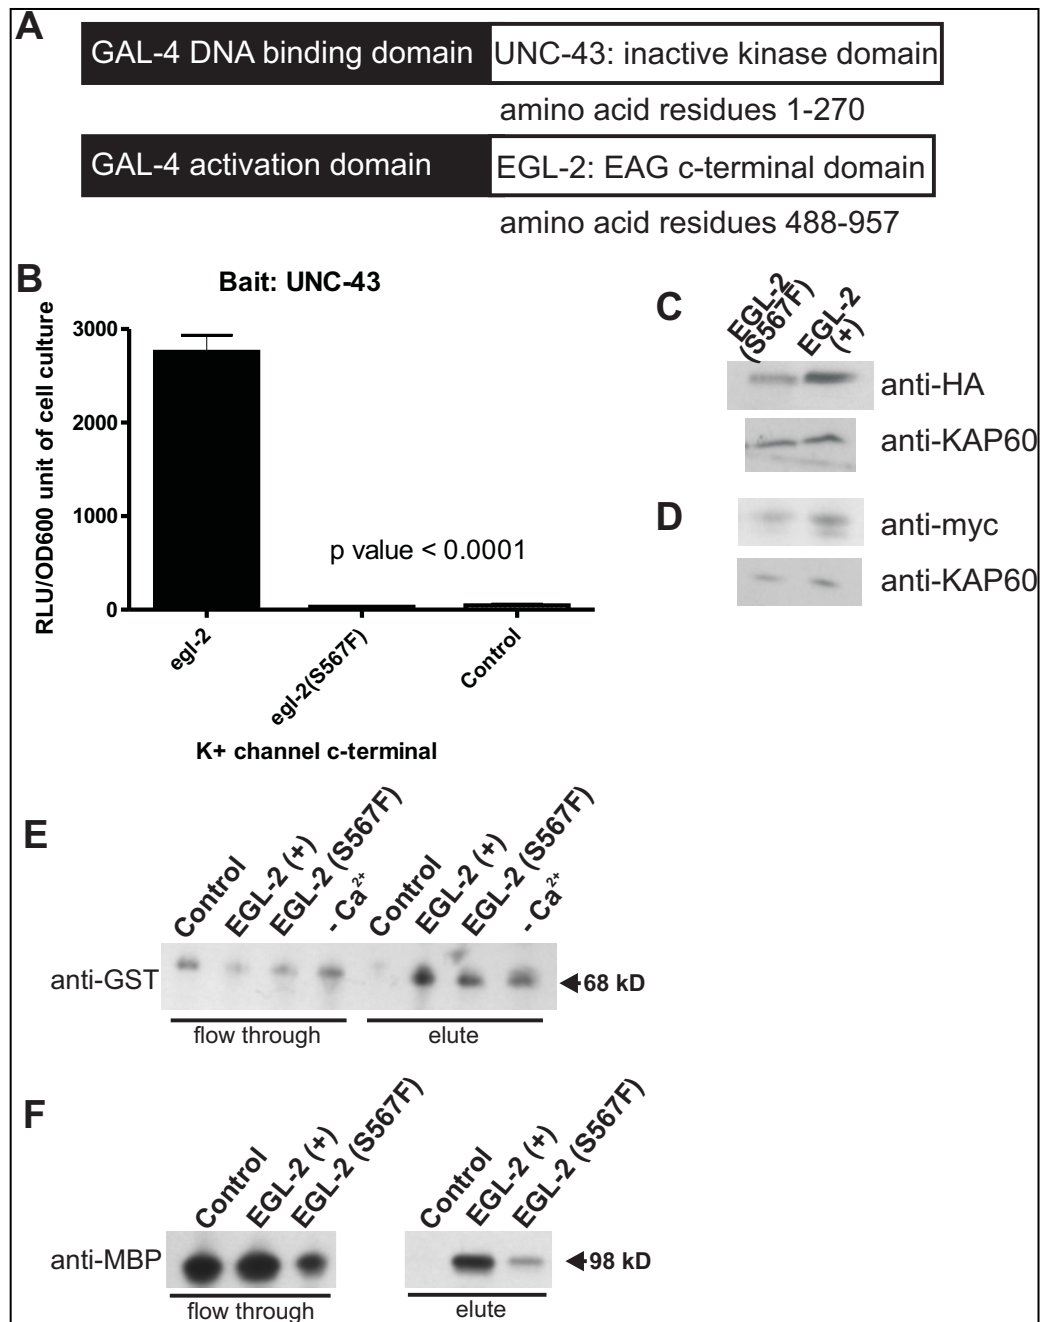 A
GAL-4 DNA binding domain UNC-43: inactive kinase domain
amino acid residues 1-270
GAL-4 activation domain EGL-2: EAG c-terminal domain
amino acid residues 488-957
B
Bait: UNC-43
RLU/OD600 unit of cell culture
3000
2000
1000
0
p value < 0.0001
egl-2
egl-2(S567F)
Control
K+ channel c-terminal
C
EGL-2
(S567F)
EGL-2
(+)
anti-HA
anti-KAP60
D
anti-myc
anti-KAP60
E
Control
EGL-2 (+)
EGL-2 (S567F)
- Ca²⁺
Control
EGL-2 (+)
EGL-2 (S567F)
- Ca²⁺
anti-GST
68 kD
flow through
elute
F
Control
EGL-2 (+)
EGL-2 (S567F)
Control
EGL-2 (+)
EGL-2 (S567F)
anti-MBP
98 kD
flow through
elute